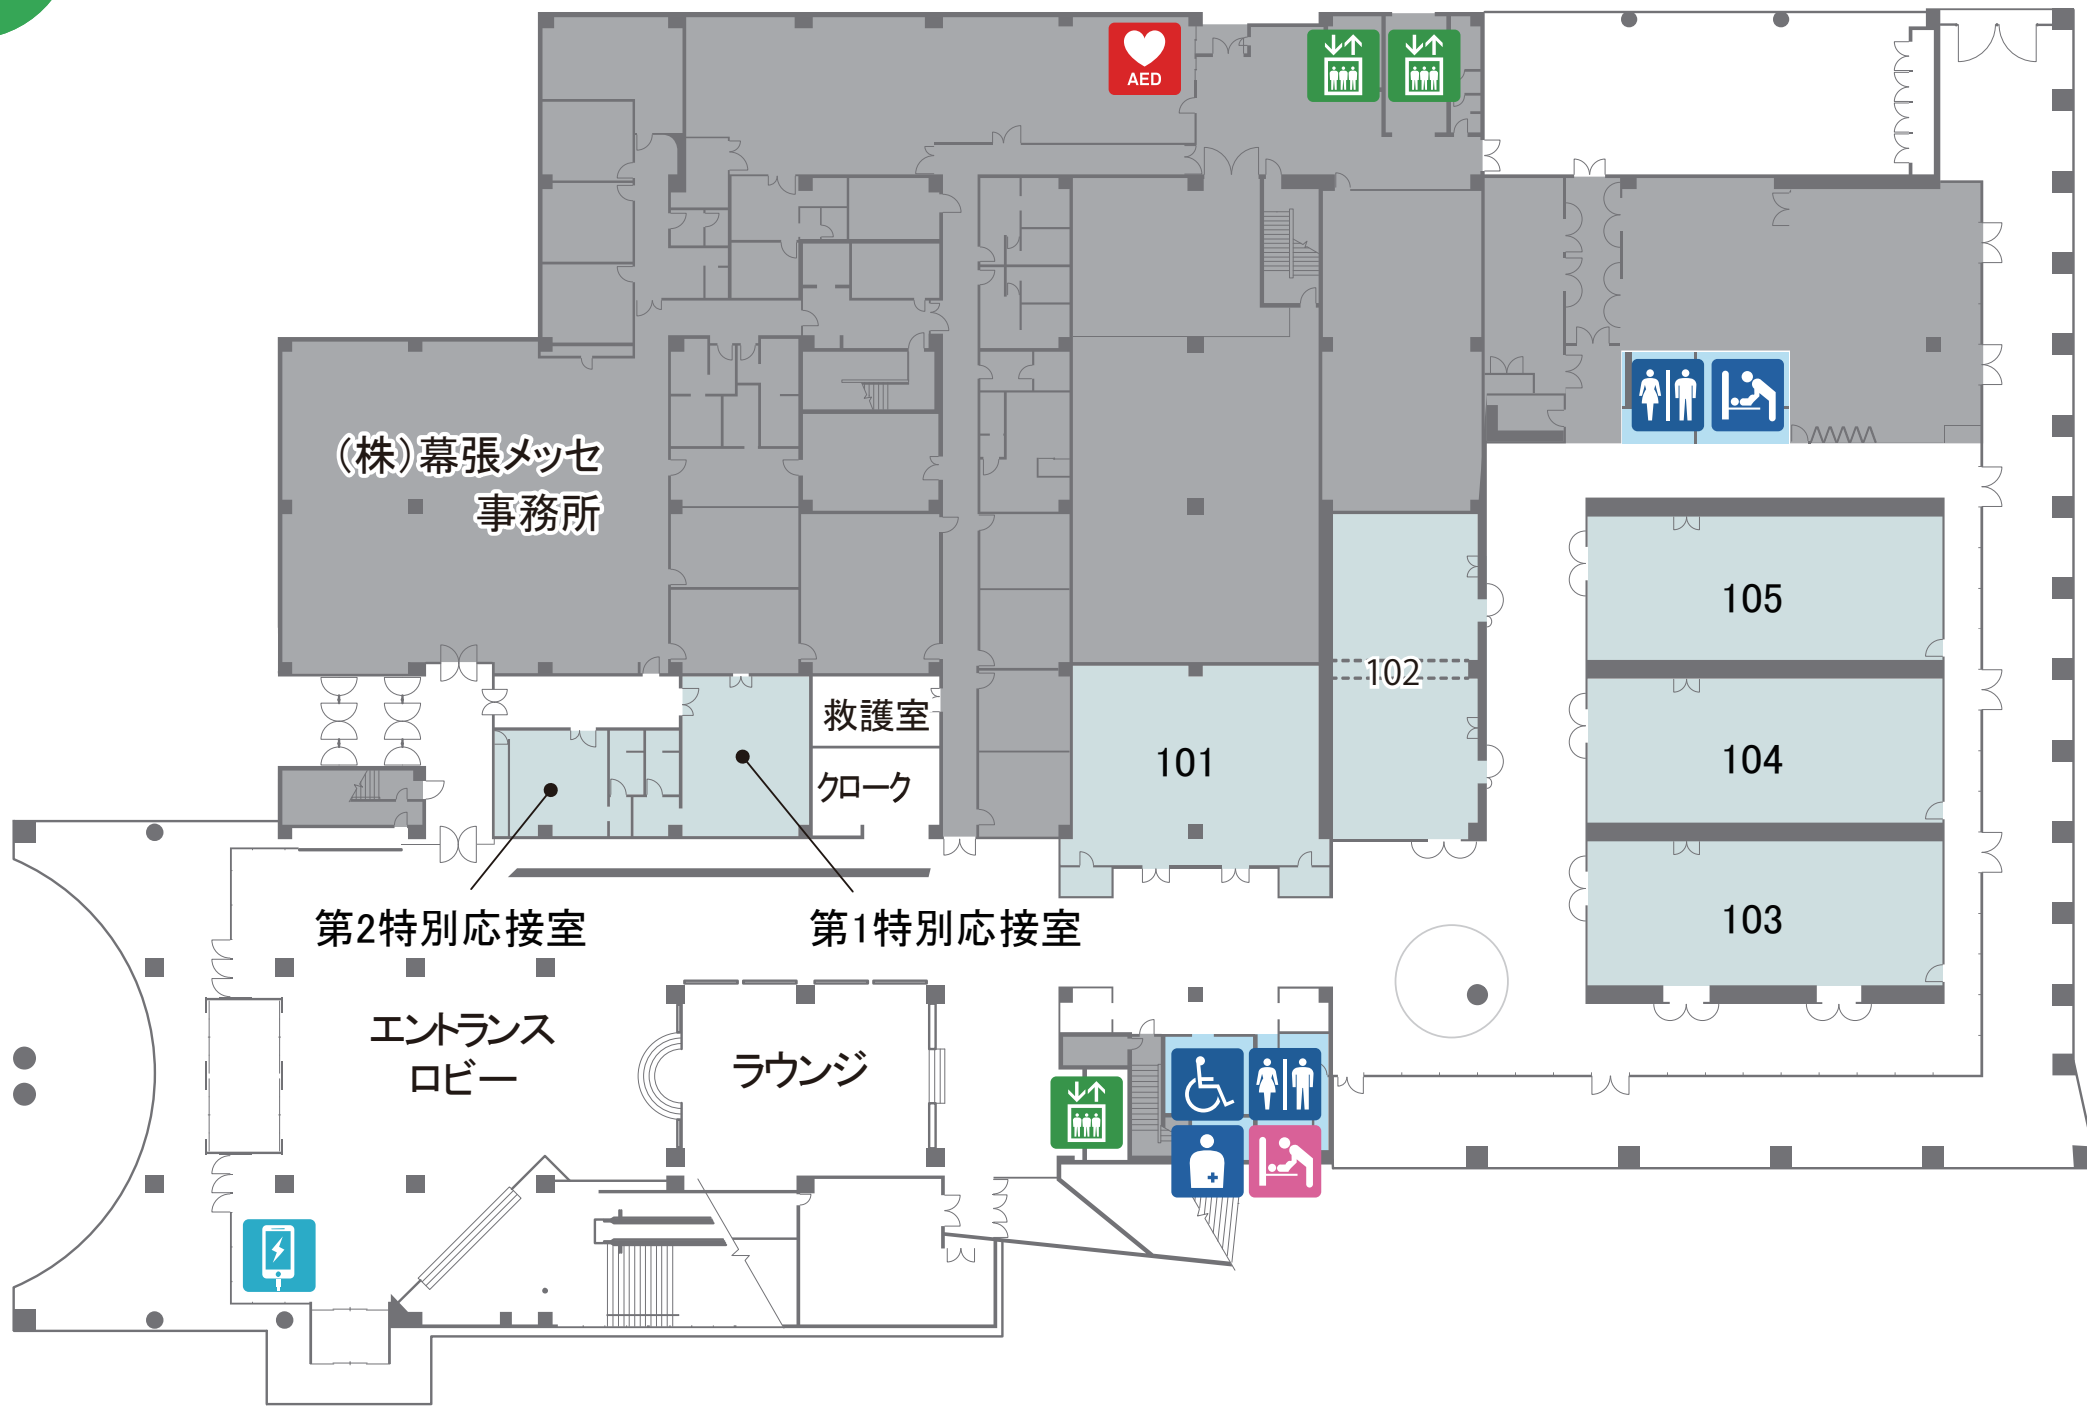 AED
（株）幕張メッセ
事務所
105
102
救護室
101
104
クローク
103
第2特別応接室
第1特別応接室
エントランス
ロビー
ラウンジ